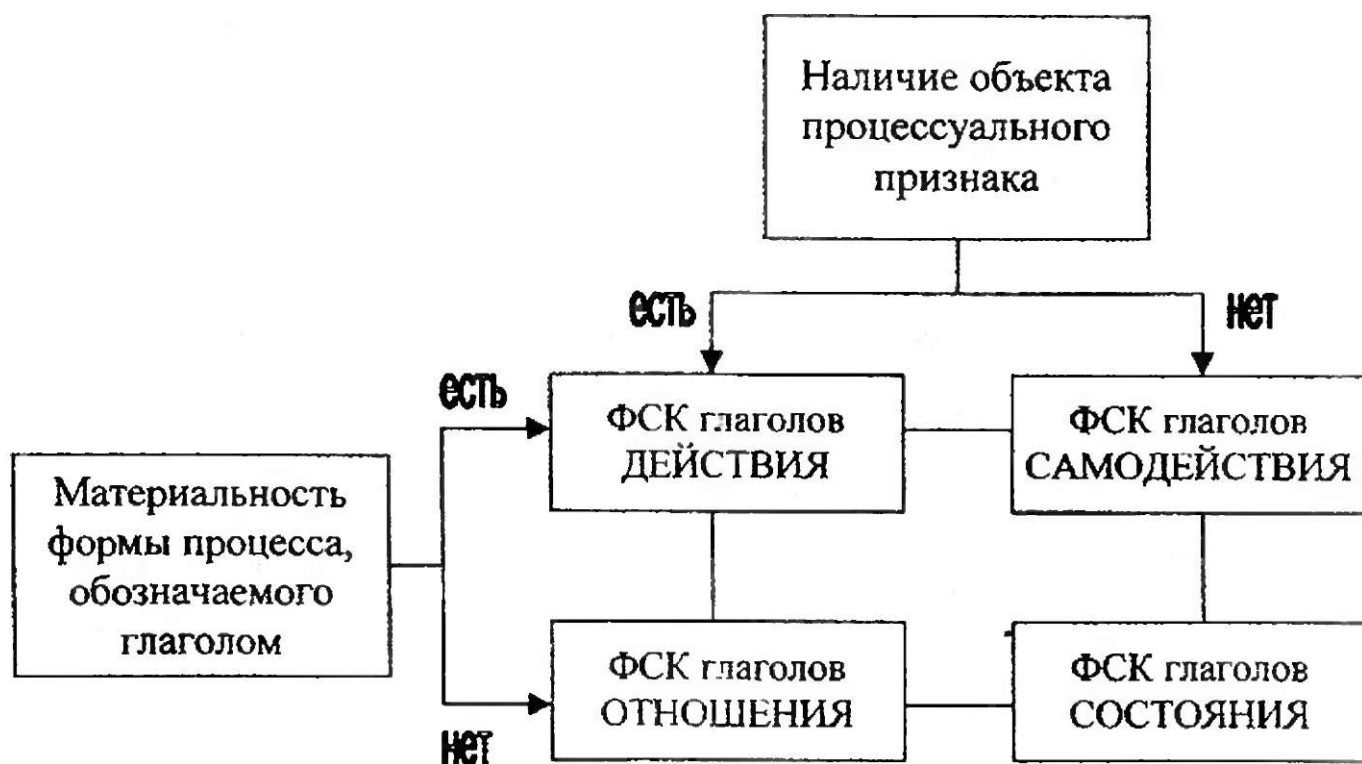 Наличие объекта
процессуального
признака
есть
нет
есть
ФСК глаголов
ДЕЙСТВИЯ
ФСК глаголов
САМОДЕЙСТВИЯ
Материальность
формы процесса,
обозначаемого
глаголом
ФСК глаголов
ОТНОШЕНИЯ
ФСК глаголов
СОСТОЯНИЯ
нет